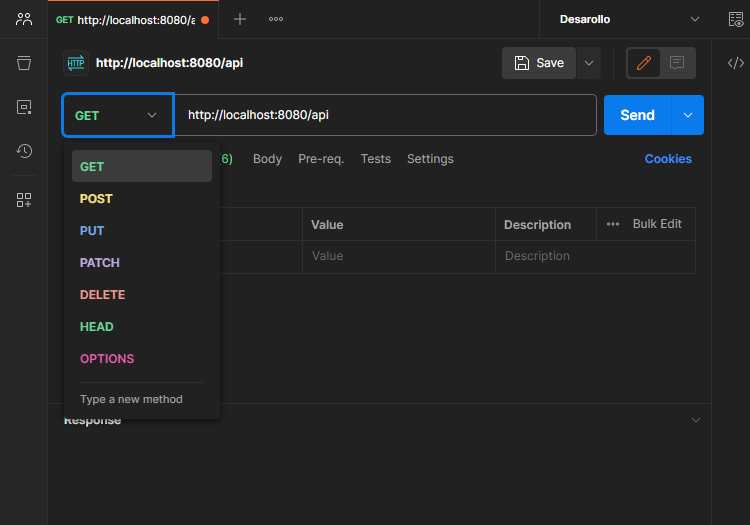 GET http://localhost:8080/a
Desarollo
HTTP http://localhost:8080/api
Save
GET http://localhost:8080/api
Send
6) Body Pre-req. Tests Settings Cookies
GET
POST
PUT
PATCH
DELETE
HEAD
OPTIONS
Type a new method
Value Description Bulk Edit
Value Description
Response